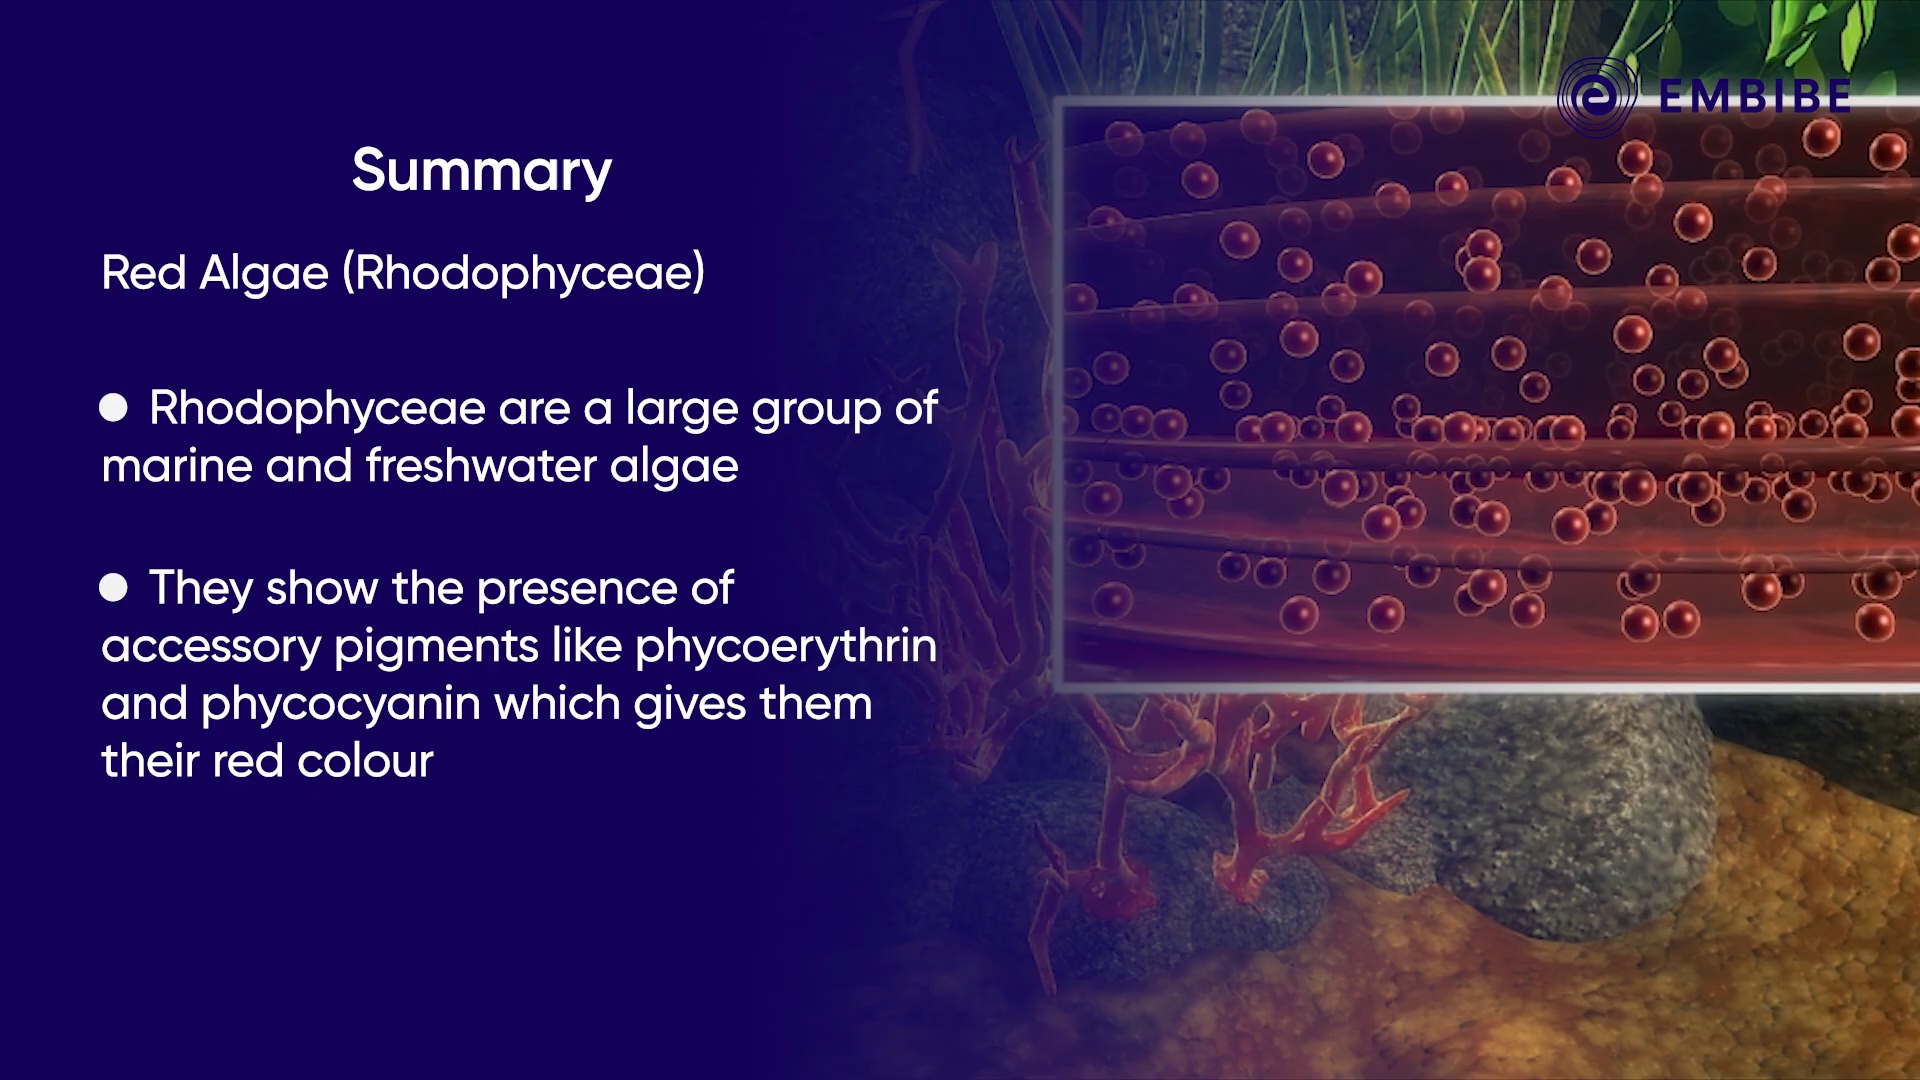 EMBIBE
Summary
Red Algae (Rhodophyceae)
● Rhodophyceae are a large group of
marine and freshwater algae
● They show the presence of
accessory pigments like phycoerythrin
and phycocyanin which gives them
their red colour